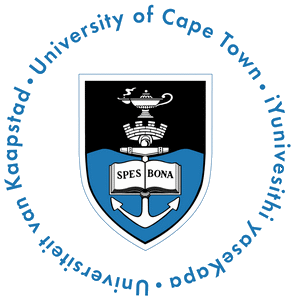 University of Cape Town • iYunivesithi yaseKapa • Universiteit van Kaapstad •
SPES BONA